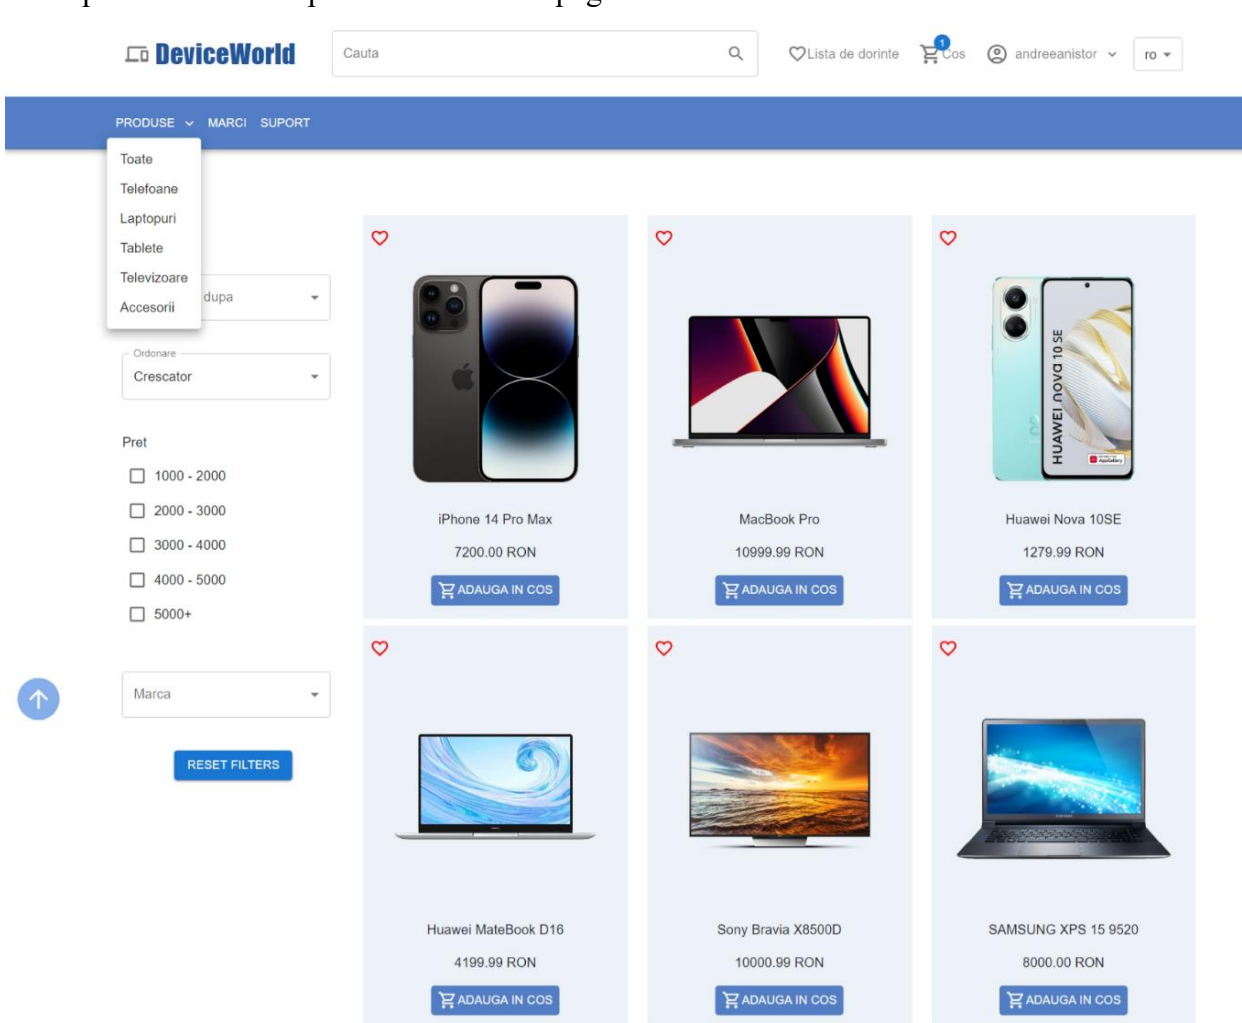 DeviceWorld
Cauta
Lista de dorinte
1
Cos
andreeanistor
ro
PRODUSE
MARCI
SUPORT
Toate
Telefoane
Laptopuri
Tablete
Televizoare
Accesorii
dupa
Ordonare
Crescator
Pret
1000 - 2000
2000 - 3000
3000 - 4000
4000 - 5000
5000+
Marca
RESET FILTERS
HUAWEI nova 10 SE
AppGallery
iPhone 14 Pro Max
7200.00 RON
ADAUGA IN COS
MacBook Pro
10999.99 RON
ADAUGA IN COS
Huawei Nova 10SE
1279.99 RON
ADAUGA IN COS
Huawei MateBook D16
4199.99 RON
ADAUGA IN COS
Sony Bravia X8500D
10000.99 RON
ADAUGA IN COS
SAMSUNG XPS 15 9520
8000.00 RON
ADAUGA IN COS